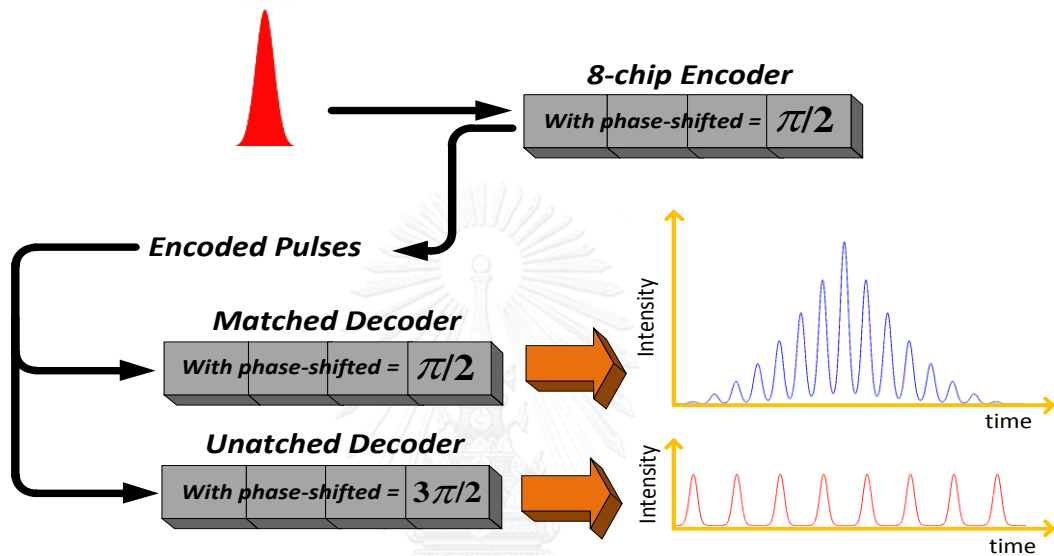 8-chip Encoder
With phase-shifted = π/2
Encoded Pulses
Matched Decoder
With phase-shifted = π/2
Intensity
time
Unatched Decoder
With phase-shifted = 3π/2
Intensity
time